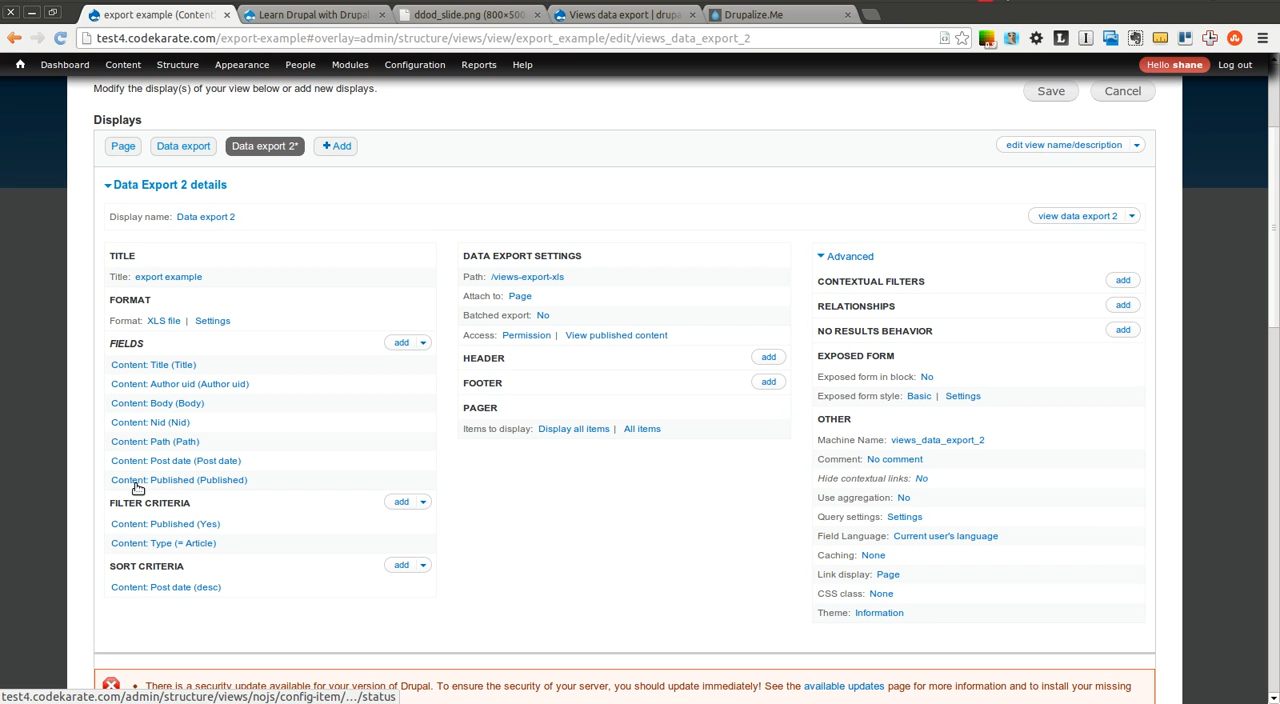 export example (Content
Learn Drupal with Drupal
ddod_slide.png (800×500
Views data export | drupa
Drupalize.Me
test4.codekarate.com/export-example#overlay=admin/structure/views/view/export_example/edit/views_data_export_2
Dashboard Content Structure Appearance People Modules Configuration Reports Help Hello shane Log out
Modify the display(s) of your view below or add new displays.
Save Cancel
Displays
Page Data export Data export 2* Add edit view name/description
Data Export 2 details
Display name: Data export 2 view data export 2
TITLE
Title: export example
FORMAT
Format: XLS file | Settings
FIELDS add
Content: Title (Title)
Content: Author uid (Author uid)
Content: Body (Body)
Content: Nid (Nid)
Content: Path (Path)
Content: Post date (Post date)
Content: Published (Published)
FILTER CRITERIA add
Content: Published (Yes)
Content: Type (= Article)
SORT CRITERIA add
Content: Post date (desc)
DATA EXPORT SETTINGS
Path: /views-export-xls
Attach to: Page
Batched export: No
Access: Permission | View published content
HEADER add
FOOTER add
PAGER
Items to display: Display all items | All items
Advanced
CONTEXTUAL FILTERS add
RELATIONSHIPS add
NO RESULTS BEHAVIOR add
EXPOSED FORM
Exposed form in block: No
Exposed form style: Basic | Settings
OTHER
Machine Name: views_data_export_2
Comment: No comment
Hide contextual links: No
Use aggregation: No
Query settings: Settings
Field Language: Current user's language
Caching: None
Link display: Page
CSS class: None
Theme: Information
There is a security update available for your version of Drupal. To ensure the security of your server, you should update immediately! See the available updates page for more information and to install your missing
test4.codekarate.com/admin/structure/views/nojs/config-item/…/status